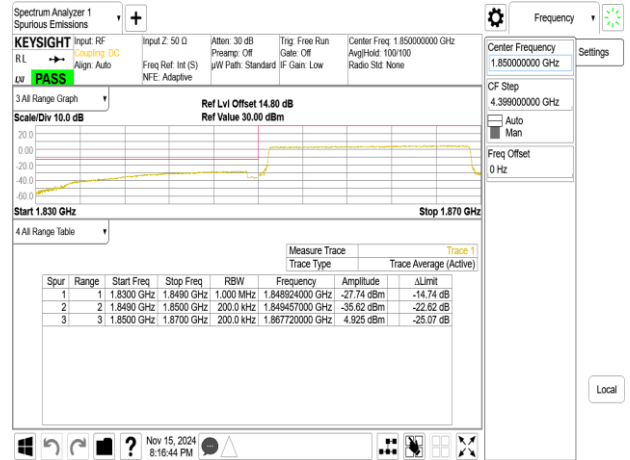 Spectrum Analyzer 1
Spurious Emissions
+
Frequency
KEYSIGHT
RL
LXI PASS
Input: RF
Coupling: DC
Align: Auto
Input Z: 50 Ω
Freq Ref: Int (S)
NFE: Adaptive
Atten: 30 dB
Preamp: Off
µW Path: Standard
Trig: Free Run
Gate: Off
IF Gain: Low
Center Freq: 1.850000000 GHz
Avg|Hold: 100/100
Radio Std: None
Center Frequency
1.850000000 GHz
Settings
CF Step
4.399000000 GHz
Auto
Man
Freq Offset
0 Hz
3 All Range Graph
Scale/Div 10.0 dB
Ref Lvl Offset 14.80 dB
Ref Value 30.00 dBm
20.0
0.00
-20.0
-40.0
-60.0
Start 1.830 GHz
Stop 1.870 GHz
4 All Range Table
Measure Trace Trace 1
Trace Type Trace Average (Active)
Spur Range Start Freq Stop Freq RBW Frequency Amplitude ΔLimit
1 1 1.8300 GHz 1.8490 GHz 1.000 MHz 1.848924000 GHz -27.74 dBm -14.74 dB
2 2 1.8490 GHz 1.8500 GHz 200.0 kHz 1.849457000 GHz -35.62 dBm -22.62 dB
3 3 1.8500 GHz 1.8700 GHz 200.0 kHz 1.867720000 GHz 4.925 dBm -25.07 dB
Local
?
Nov 15, 2024
8:16:44 PM